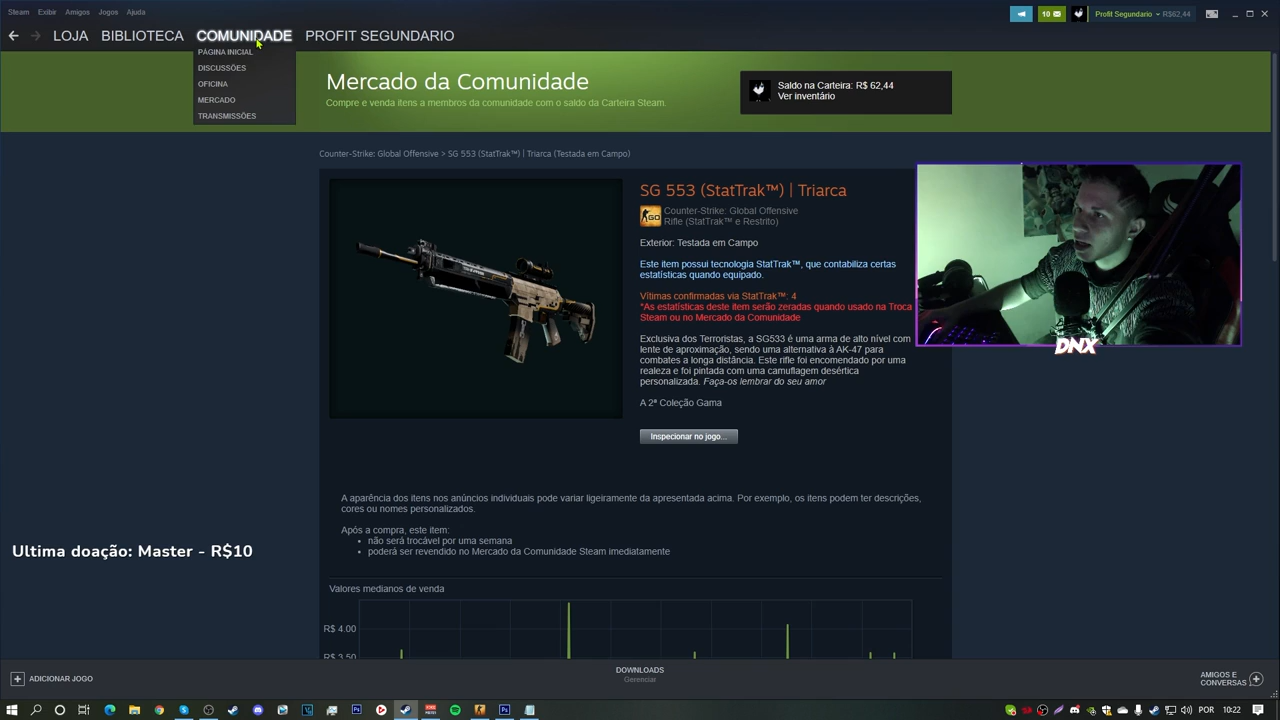 Steam Exibir Amigos Jogos Ajuda
10
Profit Segundario R$62,44
LOJA BIBLIOTECA COMUNIDADE PROFIT SEGUNDARIO
PÁGINA INICIAL
DISCUSSÕES
OFICINA
MERCADO
TRANSMISSÕES
Mercado da Comunidade
Compre e venda itens a membros da comunidade com o saldo da Carteira Steam.
Saldo na Carteira: R$ 62,44
Ver inventário
Counter-Strike: Global Offensive > SG 553 (StatTrak™) | Triarca (Testada em Campo)
SG 553 (StatTrak™) | Triarca
GO
Counter-Strike: Global Offensive
Rifle (StatTrak™ e Restrito)
Exterior: Testada em Campo
Este item possui tecnologia StatTrak™, que contabiliza certas
estatísticas quando equipado.
Vítimas confirmadas via StatTrak™: 4
*As estatísticas deste item serão zeradas quando usado na Troca
Steam ou no Mercado da Comunidade
Exclusiva dos Terroristas, a SG533 é uma arma de alto nível com
lente de aproximação, sendo uma alternativa à AK-47 para
combates a longa distância. Este rifle foi encomendado por uma
realeza e foi pintada com uma camuflagem desértica
personalizada. Faça-os lembrar do seu amor
A 2ª Coleção Gama
Inspecionar no jogo...
DNX
A aparência dos itens nos anúncios individuais pode variar ligeiramente da apresentada acima. Por exemplo, os itens podem ter descrições,
cores ou nomes personalizados.
Após a compra, este item:
não será trocável por uma semana
poderá ser revendido no Mercado da Comunidade Steam imediatamente
Ultima doação: Master - R$10
Valores medianos de venda
R$ 4.00
R$ 3.50
ADICIONAR JOGO
DOWNLOADS
Gerenciar
AMIGOS E
CONVERSAS
POR 10:22